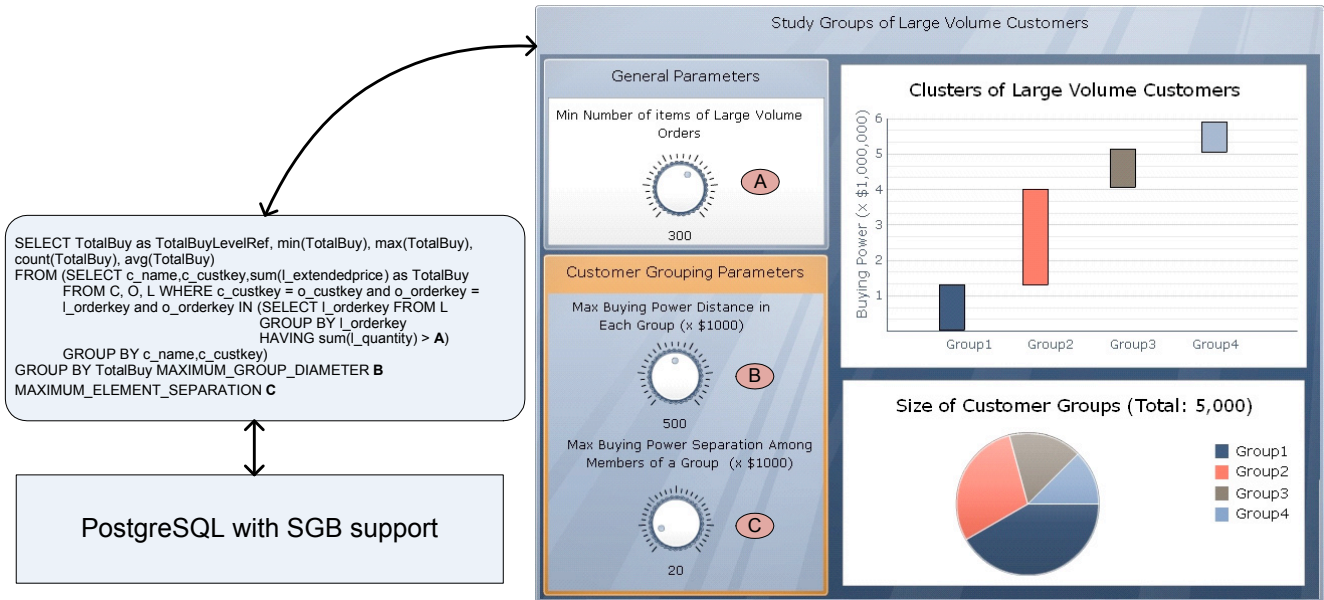 SELECT TotalBuy as TotalBuyLevelRef, min(TotalBuy), max(TotalBuy),
count(TotalBuy), avg(TotalBuy)
FROM (SELECT c_name,c_custkey,sum(l_extendedprice) as TotalBuy
FROM C, O, L WHERE c_custkey = o_custkey and o_orderkey =
l_orderkey and o_orderkey IN (SELECT l_orderkey FROM L
GROUP BY l_orderkey
HAVING sum(l_quantity) > A)
GROUP BY c_name,c_custkey)
GROUP BY TotalBuy MAXIMUM_GROUP_DIAMETER B
MAXIMUM_ELEMENT_SEPARATION C
PostgreSQL with SGB support
Study Groups of Large Volume Customers
General Parameters
Min Number of items of Large Volume
Orders
A
300
Customer Grouping Parameters
Max Buying Power Distance in
Each Group (x $1000)
B
500
Max Buying Power Separation Among
Members of a Group (x $1000)
C
20
Clusters of Large Volume Customers
Buying Power (x $1,000,000)
6
5
4
3
2
1
Group1
Group2
Group3
Group4
Size of Customer Groups (Total: 5,000)
Group1
Group2
Group3
Group4